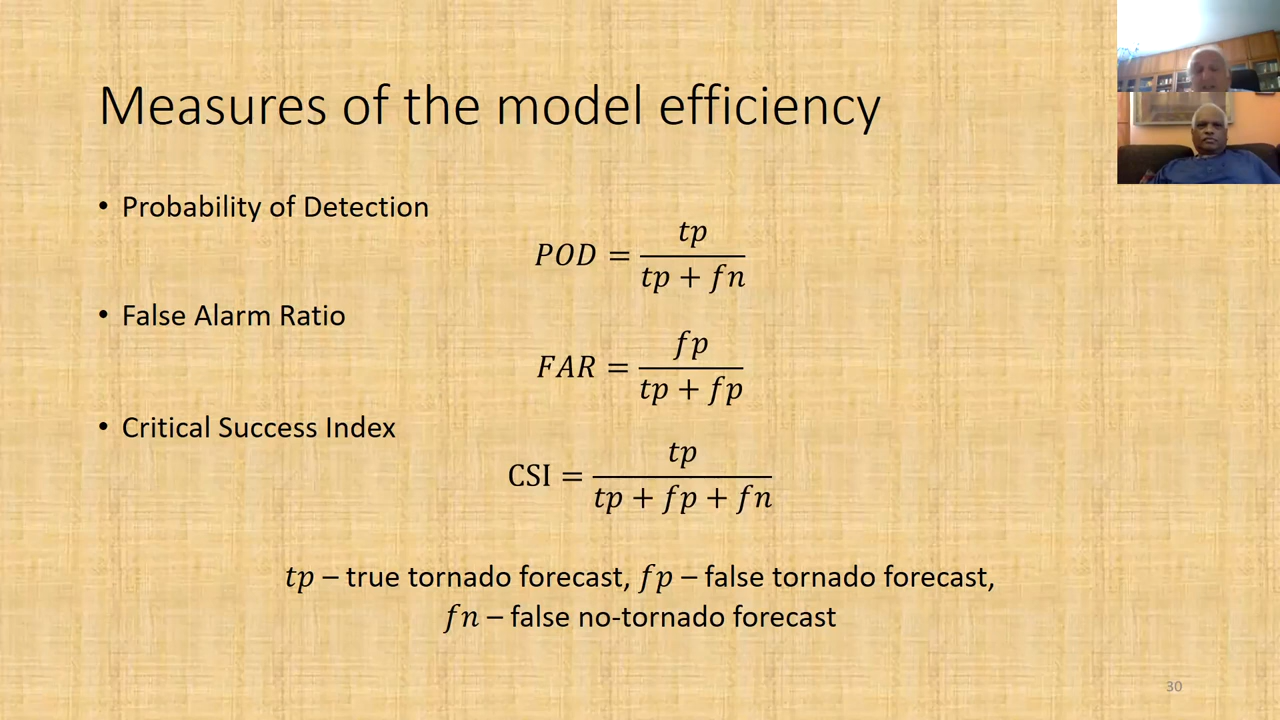 Measures of the model efficiency
• Probability of Detection
POD = tp / (tp + fn)
• False Alarm Ratio
FAR = fp / (tp + fp)
• Critical Success Index
CSI = tp / (tp + fp + fn)
tp – true tornado forecast, fp – false tornado forecast,
fn – false no-tornado forecast
30